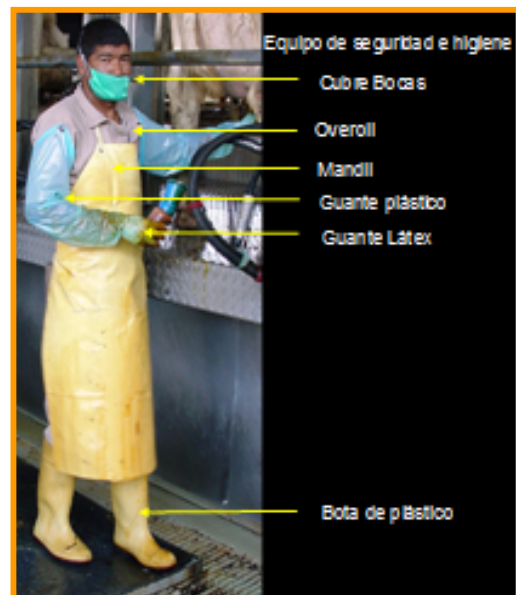 Equipo de seguridad e higiene
Cubre Bocas
Overoll
Mandil
Guante plástico
Guante Látex
Bota de plástico